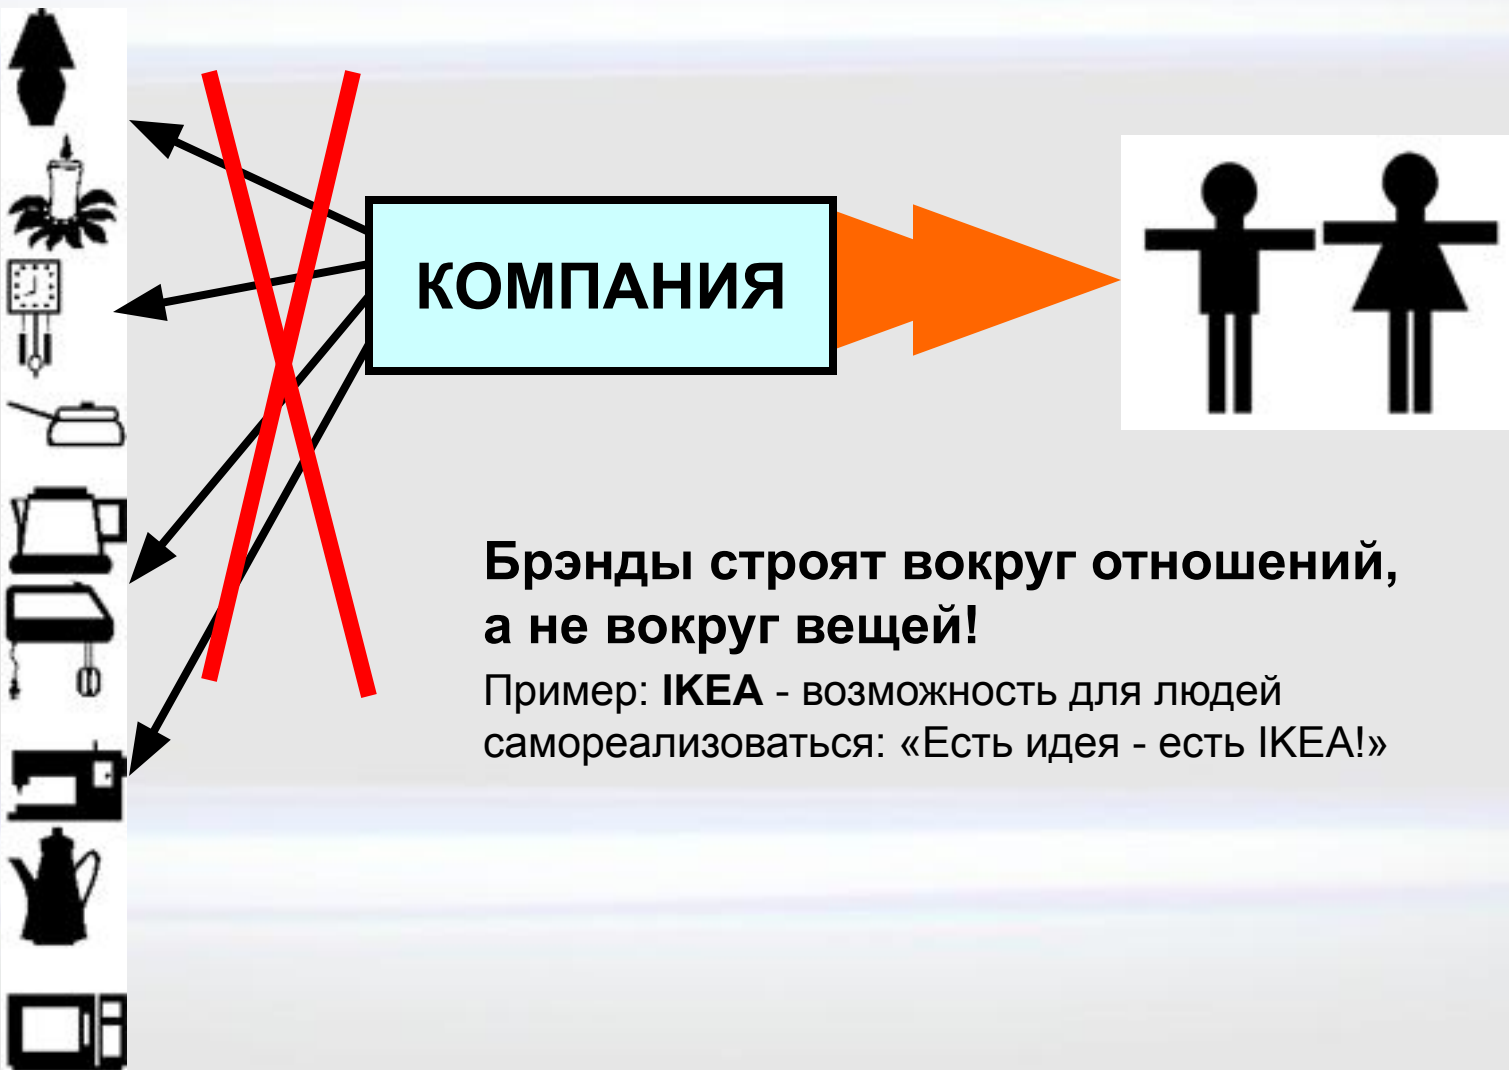 КОМПАНИЯ
Брэнды строят вокруг отношений,
а не вокруг вещей!
Пример: IKEA - возможность для людей
самореализоваться: «Есть идея - есть IKEA!»